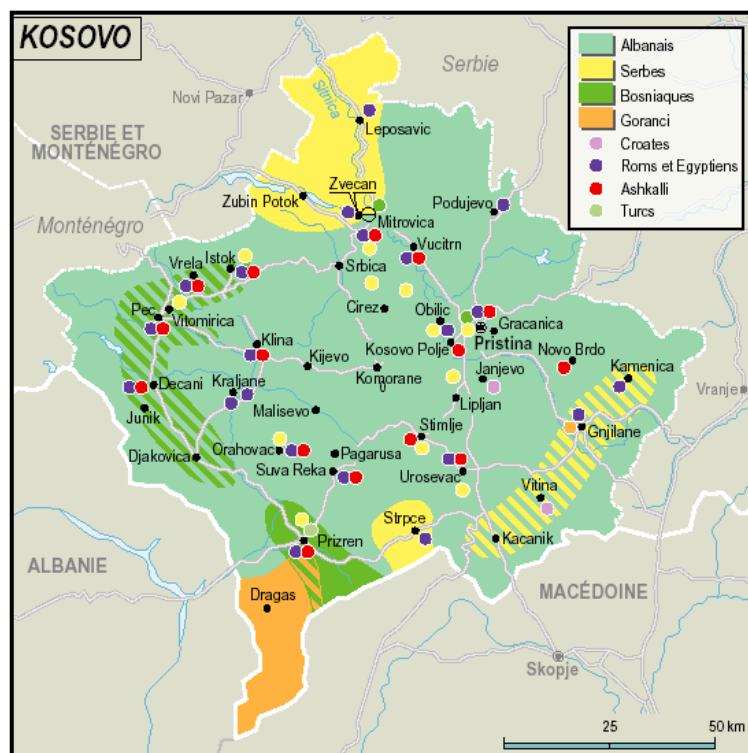 KOSOVO
Albanais
Serbes
Bosniaques
Goranci
Croates
Roms et Egyptiens
Ashkalli
Turcs
Serbie
Sitnica
Novi Pazar
Leposavic
SERBIE ET
MONTÉNÉGRO
Zvecan
Zubin Potok
Podujevo
Mitrovica
Monténégro
Vucitrn
Istok
Vrela
Srbica
Pec
Vitomirica
Cirez
Obilic
Gracanica
Pristina
Klina
Kosovo Polje
Novo Brdo
Kijevo
Kamenica
Komorane
Janjevo
Decani
Kraljane
Vranje
Junik
Malisevo
Lipljan
Gnjilane
Stimlje
Djakovica
Orahovac
Pagarusa
Suva Reka
Urosevac
Vitina
Strpce
Prizren
Kacanik
ALBANIE
MACÉDOINE
Dragas
Skopje
25
50 km